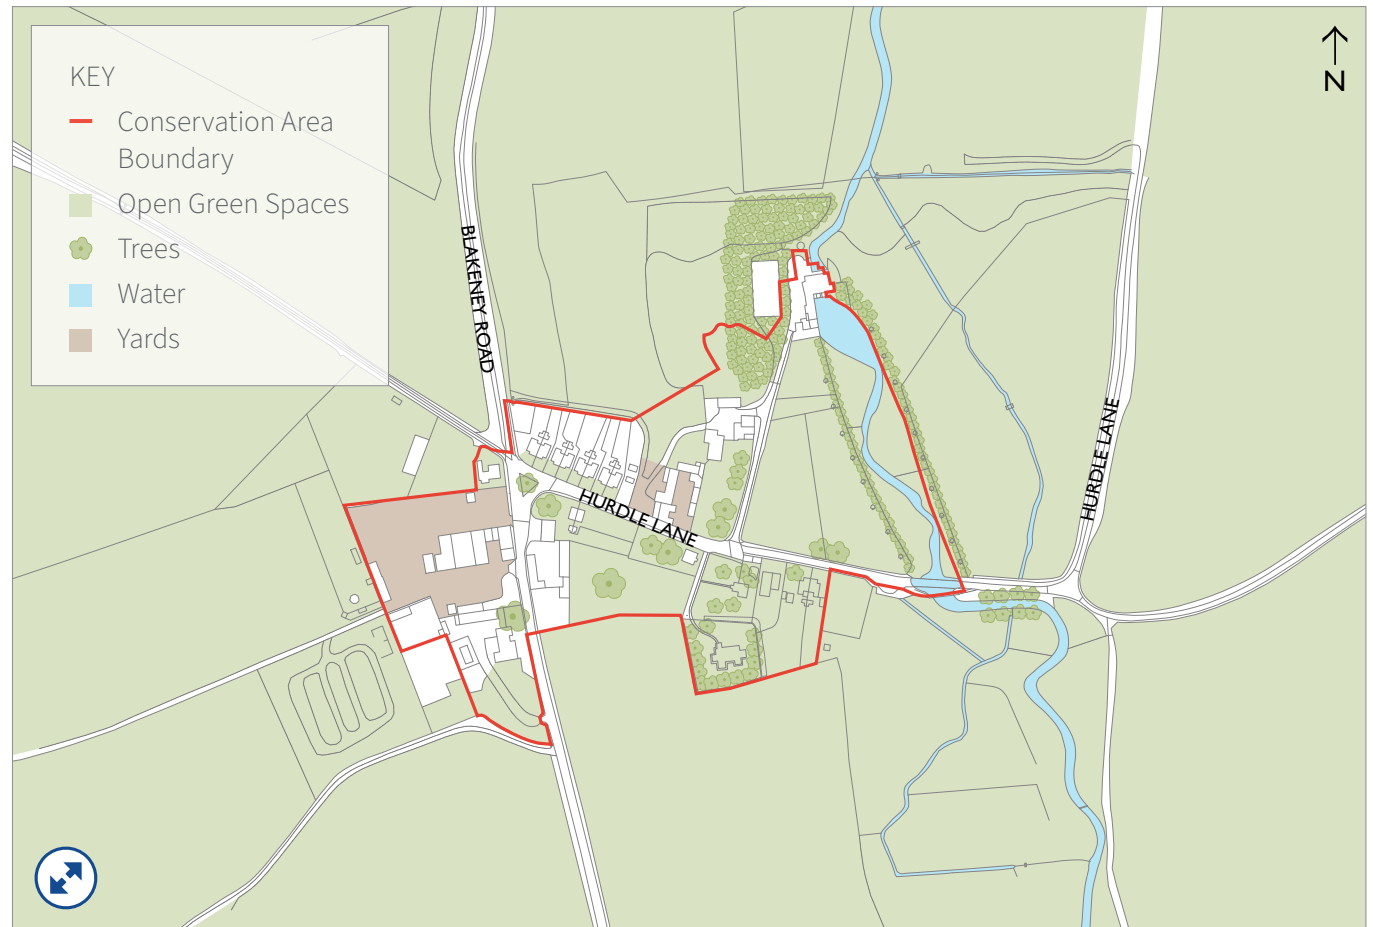 KEY
Conservation Area
Boundary
Open Green Spaces
Trees
Water
Yards
N
BLAKENEY ROAD
HURDLE LANE
HURDLE LANE